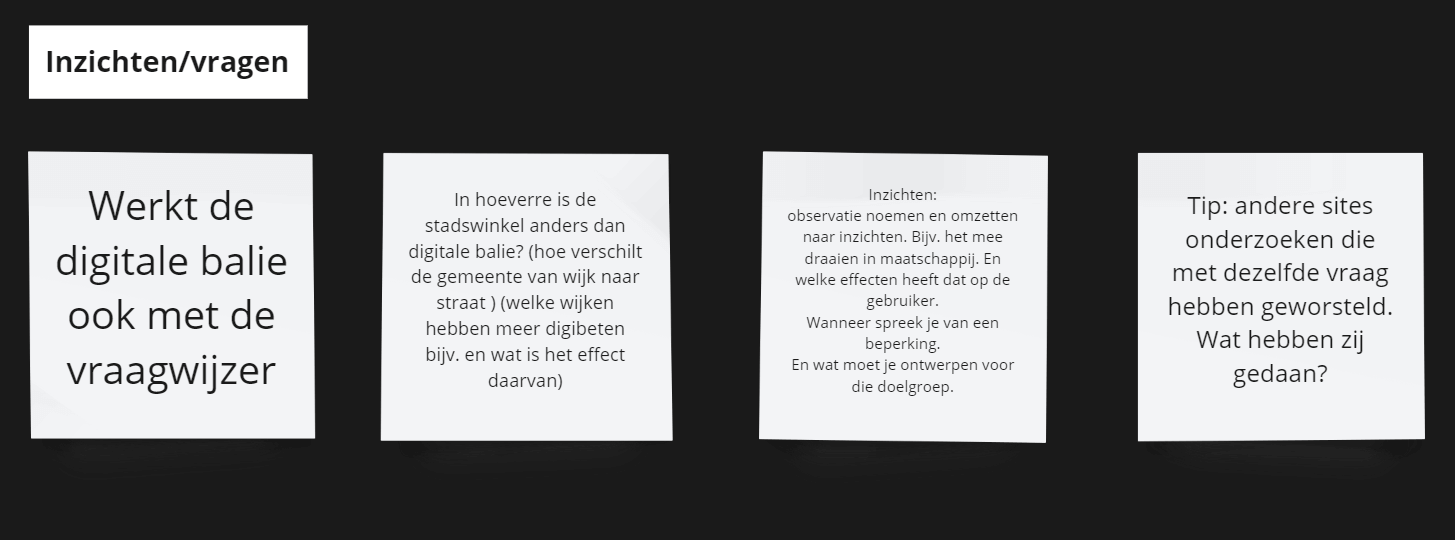 Inzichten/vragen
Werkt de
digitale balie
ook met de
vraagwijzer
In hoeverre is de
stadswinkel anders dan
digitale balie? (hoe verschilt
de gemeente van wijk naar
straat ) (welke wijken
hebben meer digibeten
bijv. en wat is het effect
daarvan)
Inzichten:
observatie noemen en omzetten
naar inzichten. Bijv. het mee
draaien in maatschappij. En
welke effecten heeft dat op de
gebruiker.
Wanneer spreek je van een
beperking.
En wat moet je ontwerpen voor
die doelgroep.
Tip: andere sites
onderzoeken die
met dezelfde vraag
hebben geworsteld.
Wat hebben zij
gedaan?